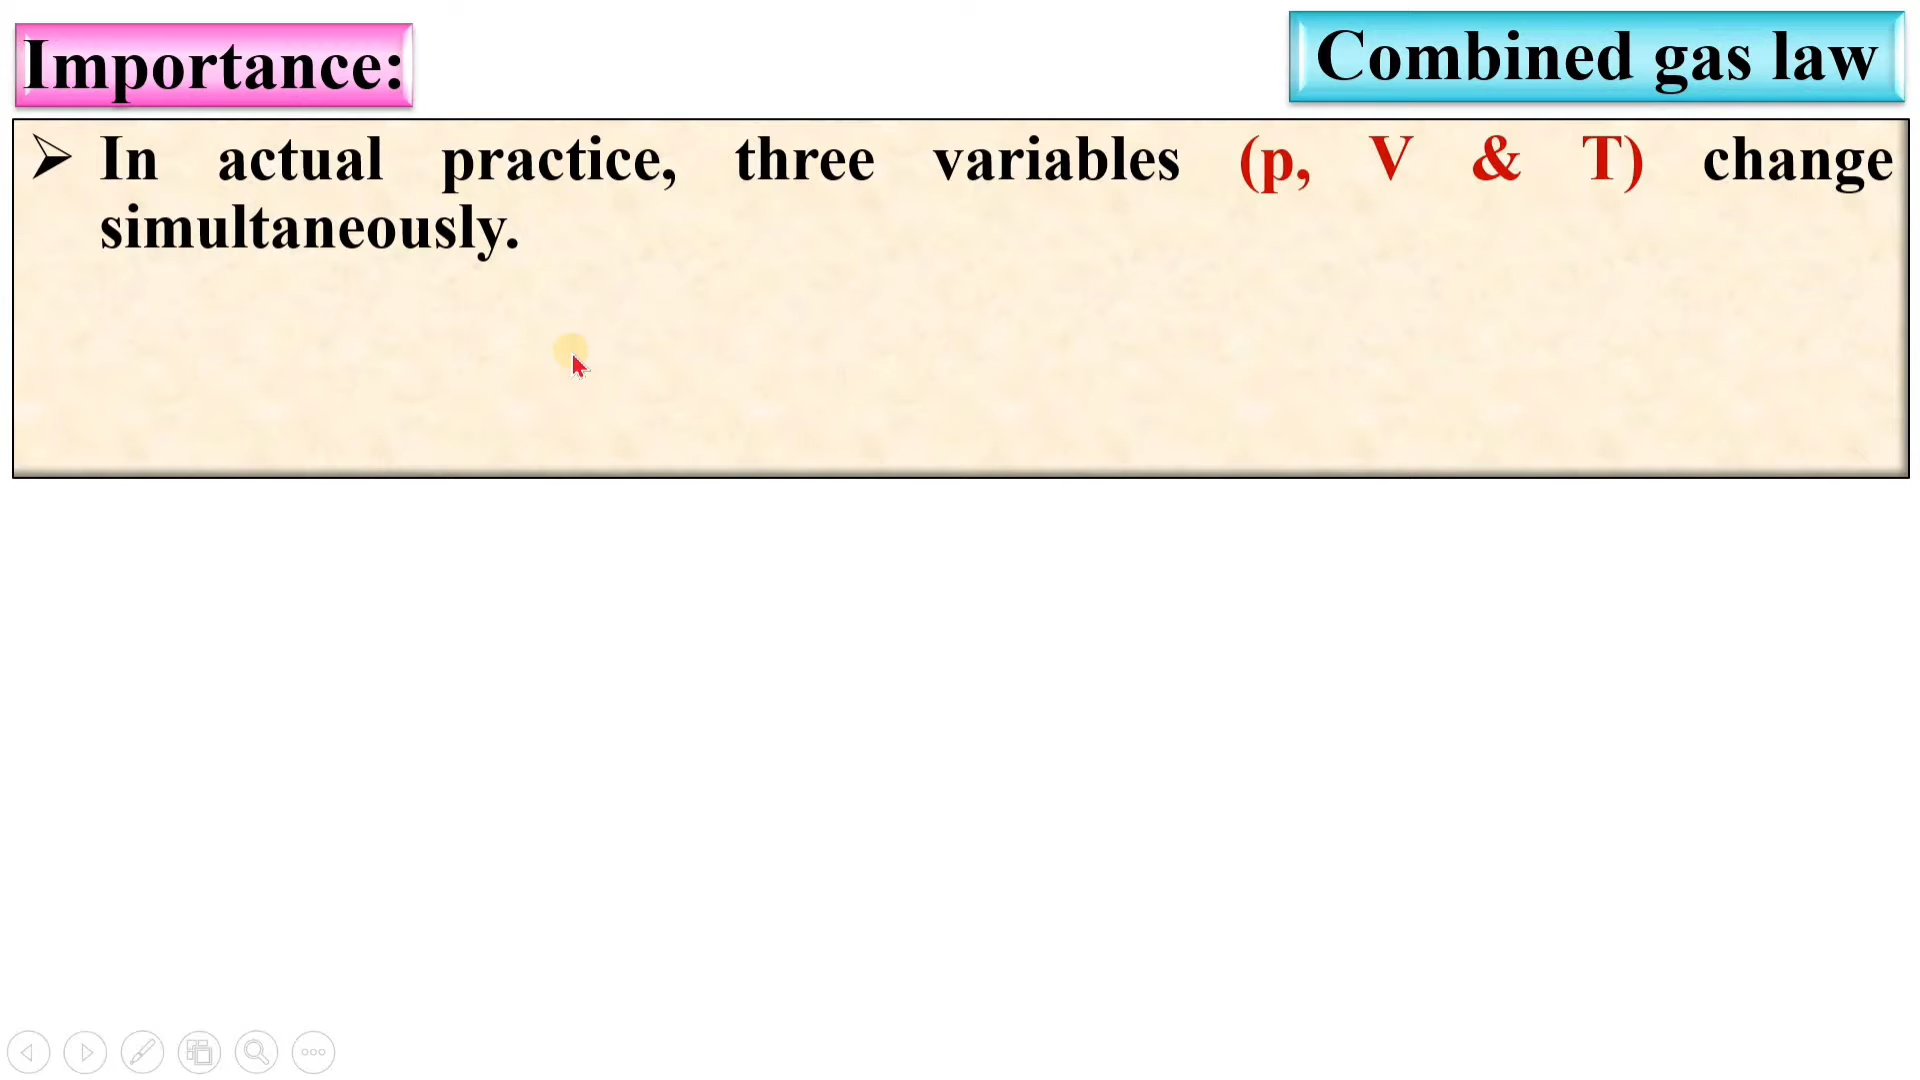 Importance:
Combined gas law
➢ In actual practice, three variables (p, V & T) change
simultaneously.